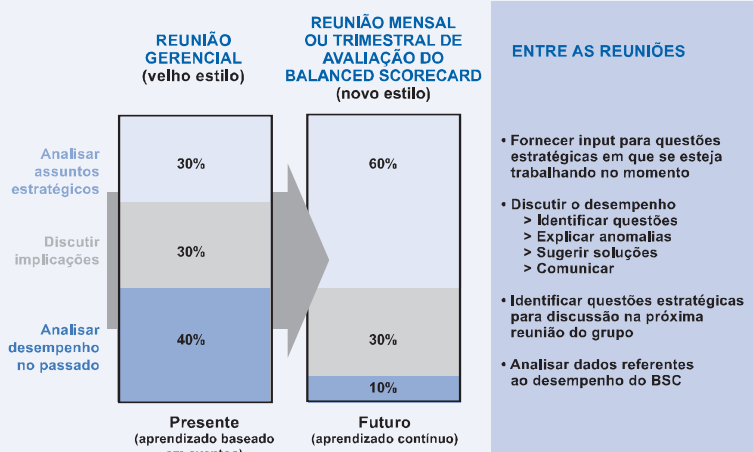 REUNIÃO
GERENCIAL
(velho estilo)
REUNIÃO MENSAL
OU TRIMESTRAL DE
AVALIAÇÃO DO
BALANCED SCORECARD
(novo estilo)
ENTRE AS REUNIÕES
Analisar
assuntos
estratégicos
Discutir
implicações
Analisar
desempenho
no passado
30%
30%
40%
60%
30%
10%
Presente
(aprendizado baseado
Futuro
(aprendizado contínuo)
• Fornecer input para questões
estratégicas em que se esteja
trabalhando no momento
• Discutir o desempenho
> Identificar questões
> Explicar anomalias
> Sugerir soluções
> Comunicar
• Identificar questões estratégicas
para discussão na próxima
reunião do grupo
• Analisar dados referentes
ao desempenho do BSC